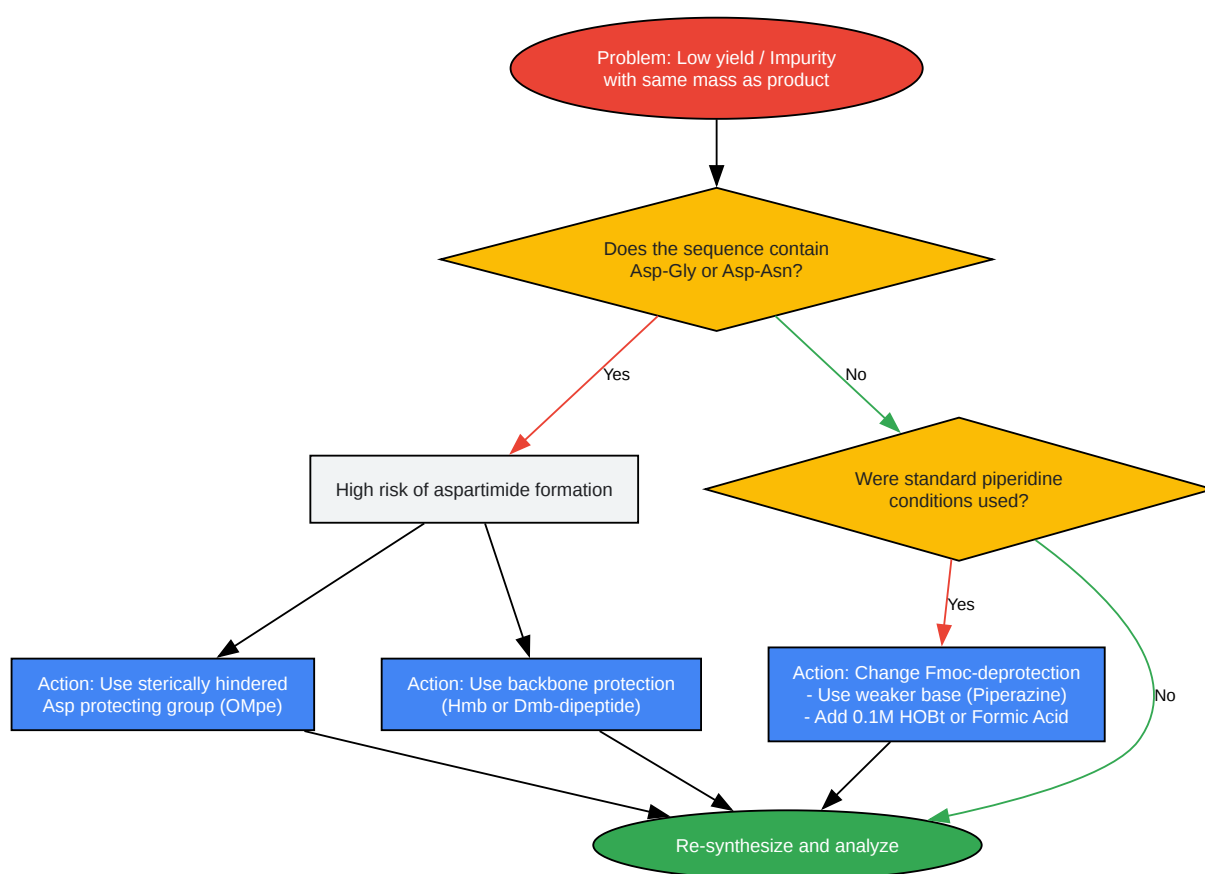 Problem: Low yield / Impurity
with same mass as product
Does the sequence contain
Asp-Gly or Asp-Asn?
Yes
No
High risk of aspartimide formation
Were standard piperidine
conditions used?
Yes
No
Action: Use sterically hindered
Asp protecting group (OMpe)
Action: Use backbone protection
(Hmb or Dmb-dipeptide)
Action: Change Fmoc-deprotection
- Use weaker base (Piperazine)
- Add 0.1M HOBt or Formic Acid
Re-synthesize and analyze